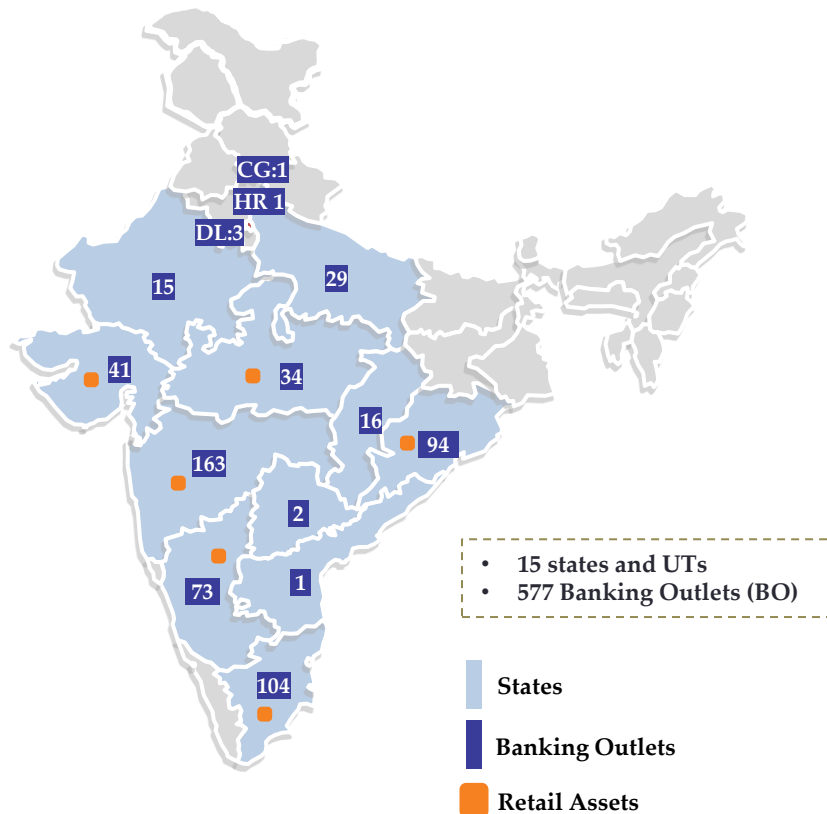 CG:1
HR 1
DL:3
15
29
41
34
16
94
163
2
1
73
104
• 15 states and UTs
• 577 Banking Outlets (BO)
States
Banking Outlets
Retail Assets